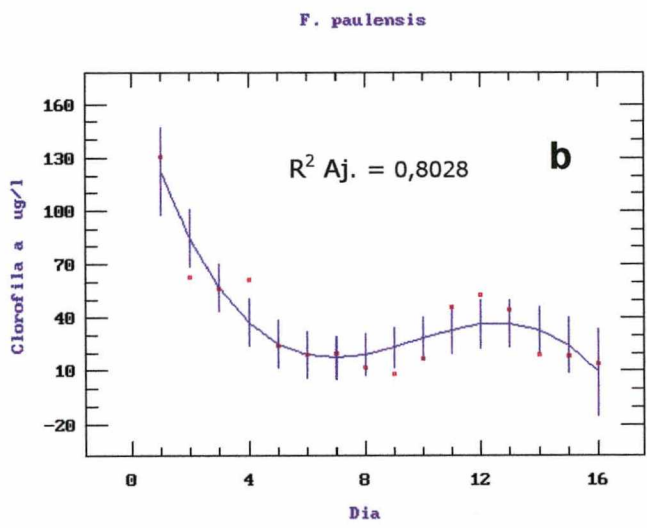 F. paulensis
160
130
100
70
40
10
-20
Clorofila a ug/l
R² Aj. = 0,8028
b
0 4 8 12 16
Dia